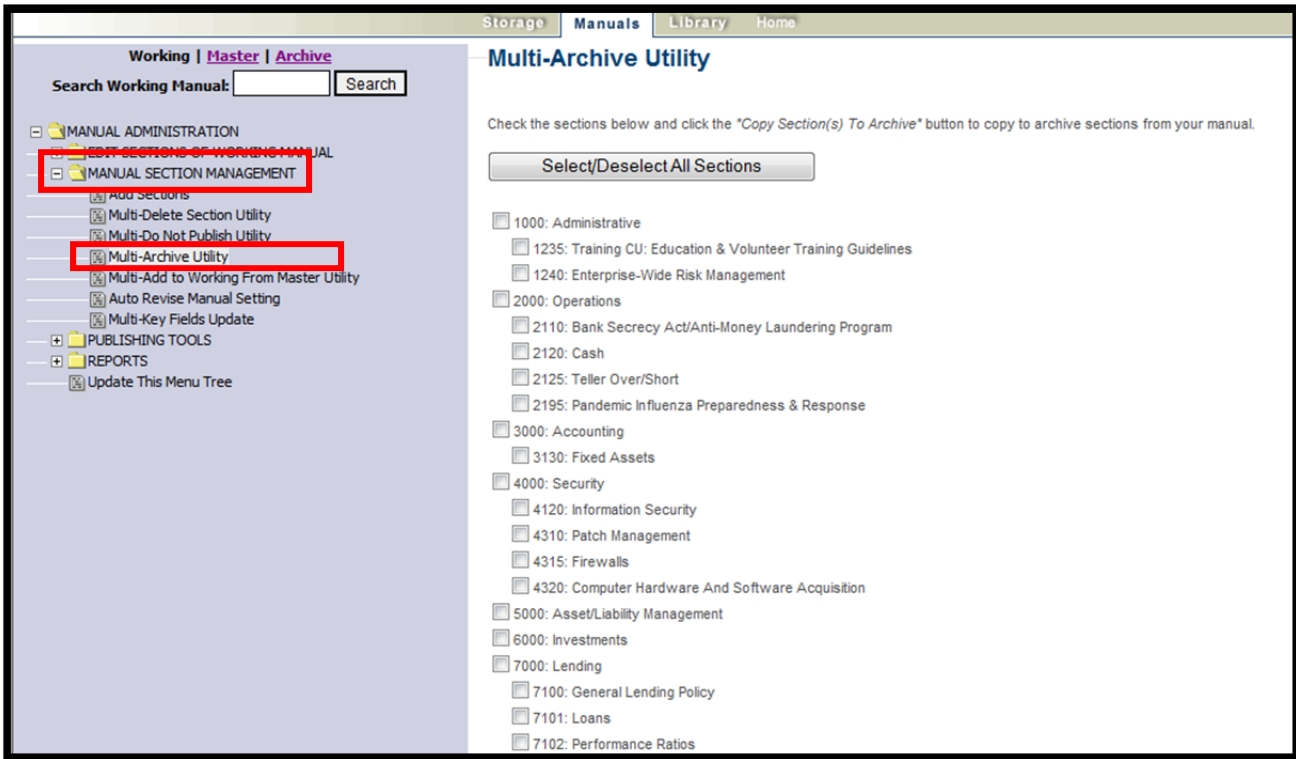 Storage Manuals Library Home
Working | Master | Archive
Search Working Manual: Search
MANUAL ADMINISTRATION
EDIT SECTIONS OF WORKING MANUAL
MANUAL SECTION MANAGEMENT
Add Sections
Multi-Delete Section Utility
Multi-Do Not Publish Utility
Multi-Archive Utility
Multi-Add to Working From Master Utility
Auto Revise Manual Setting
Multi-Key Fields Update
PUBLISHING TOOLS
REPORTS
Update This Menu Tree
Multi-Archive Utility
Check the sections below and click the "Copy Section(s) To Archive" button to copy to archive sections from your manual.
Select/Deselect All Sections
1000: Administrative
1235: Training CU: Education & Volunteer Training Guidelines
1240: Enterprise-Wide Risk Management
2000: Operations
2110: Bank Secrecy Act/Anti-Money Laundering Program
2120: Cash
2125: Teller Over/Short
2195: Pandemic Influenza Preparedness & Response
3000: Accounting
3130: Fixed Assets
4000: Security
4120: Information Security
4310: Patch Management
4315: Firewalls
4320: Computer Hardware And Software Acquisition
5000: Asset/Liability Management
6000: Investments
7000: Lending
7100: General Lending Policy
7101: Loans
7102: Performance Ratios